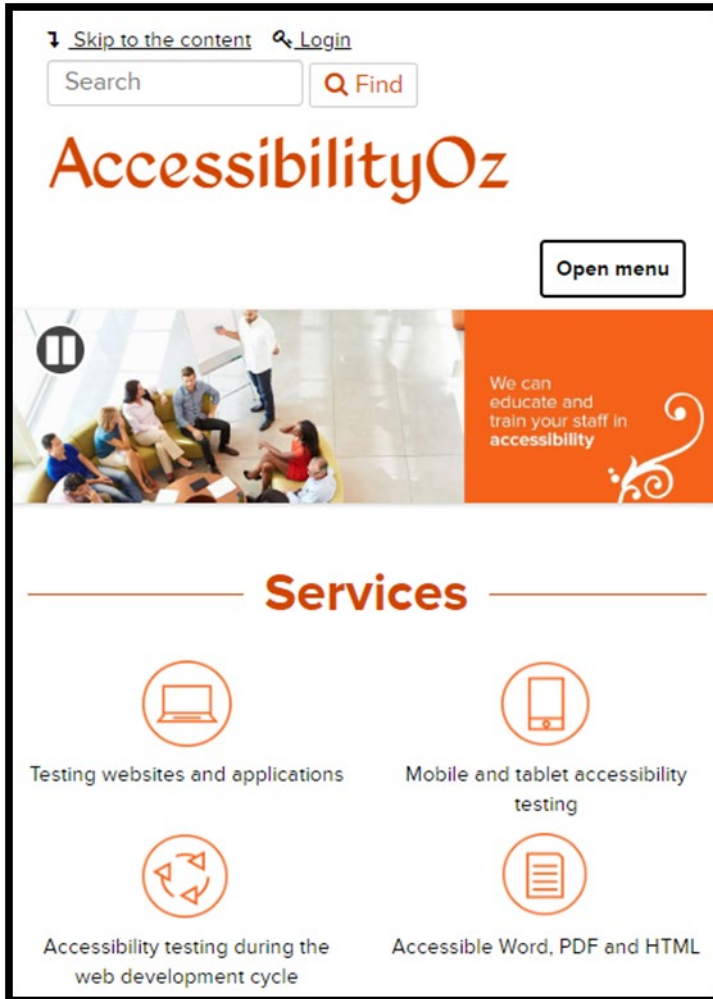 Skip to the content Login
Search Find
AccessibilityOz
Open menu
We can
educate and
train your staff in
accessibility
Services
Testing websites and applications
Mobile and tablet accessibility
testing
Accessibility testing during the
web development cycle
Accessible Word, PDF and HTML